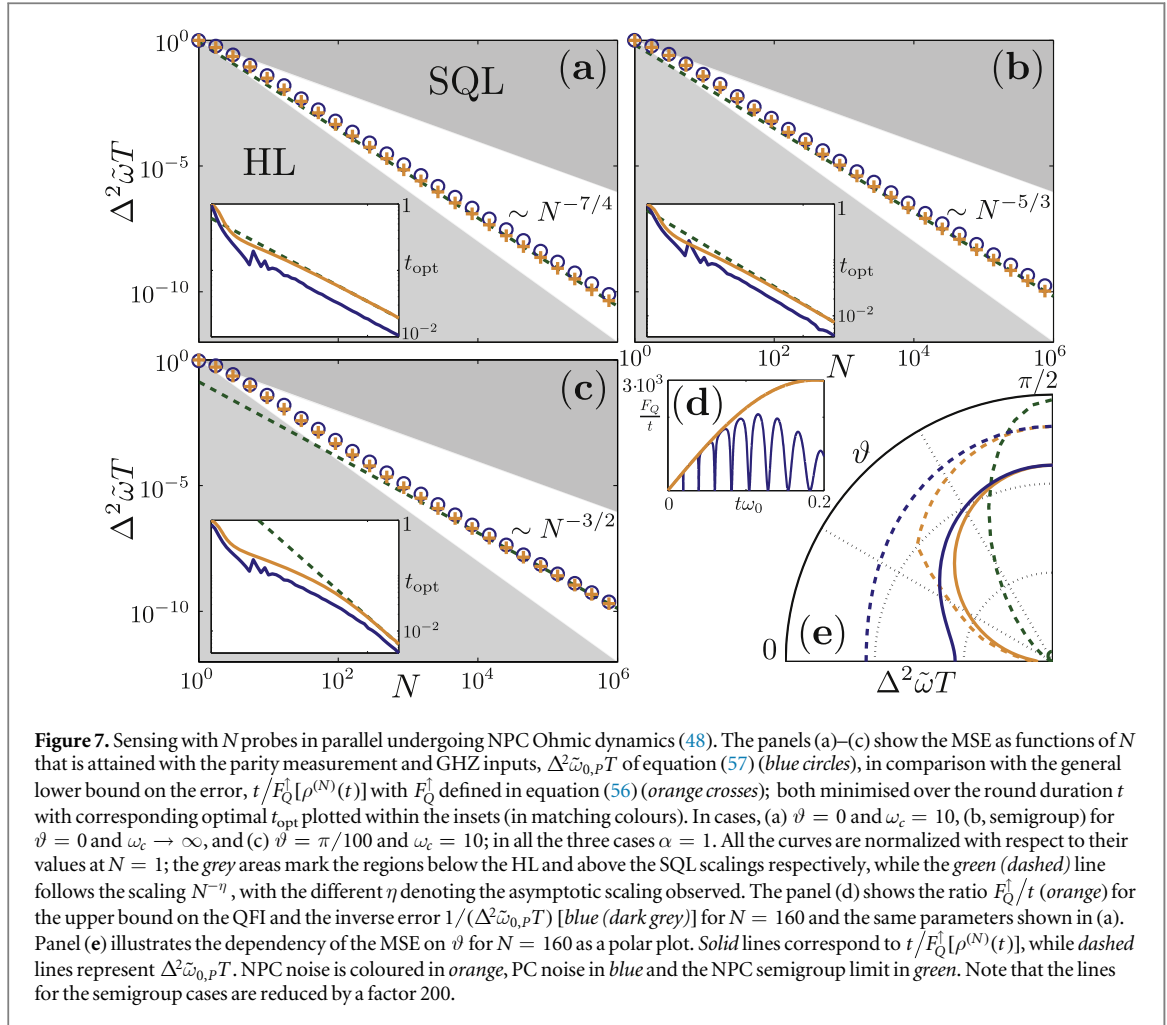 10^0
(a)
SQL
HL
Δ²ω̃T
10^−5
10^−10
~ N^−7/4
1
t_opt
10^−2
(b)
~ N^−5/3
1
t_opt
10^−2
10^0
10^2
N
10^4
10^6
10^0
(c)
Δ²ω̃T
10^−5
10^−10
~ N^−3/2
1
t_opt
10^−2
10^0
10^2
N
10^4
10^6
3·10^3
F_Q/t
(d)
0
tω_0
0.2
π/2
ϑ
0
(e)
Δ²ω̃T
Figure 7. Sensing with N probes in parallel undergoing NPC Ohmic dynamics (48). The panels (a)–(c) show the MSE as functions of N
that is attained with the parity measurement and GHZ inputs, Δ²ω̃_{0,P}T of equation (57) (blue circles), in comparison with the general
lower bound on the error, t/F_Q^↑[ρ^(N)(t)] with F_Q^↑ defined in equation (56) (orange crosses); both minimised over the round duration t
with corresponding optimal t_opt plotted within the insets (in matching colours). In cases, (a) ϑ = 0 and ω_c = 10, (b, semigroup) for
ϑ = 0 and ω_c → ∞, and (c) ϑ = π/100 and ω_c = 10; in all the three cases α = 1. All the curves are normalized with respect to their
values at N = 1; the grey areas mark the regions below the HL and above the SQL scalings respectively, while the green (dashed) line
follows the scaling N^−η, with the different η denoting the asymptotic scaling observed. The panel (d) shows the ratio F_Q^↑/t (orange) for
the upper bound on the QFI and the inverse error 1/(Δ²ω̃_{0,P}T) [blue (dark grey)] for N = 160 and the same parameters shown in (a).
Panel (e) illustrates the dependency of the MSE on ϑ for N = 160 as a polar plot. Solid lines correspond to t/F_Q^↑[ρ^(N)(t)], while dashed
lines represent Δ²ω̃_{0,P}T. NPC noise is coloured in orange, PC noise in blue and the NPC semigroup limit in green. Note that the lines
for the semigroup cases are reduced by a factor 200.